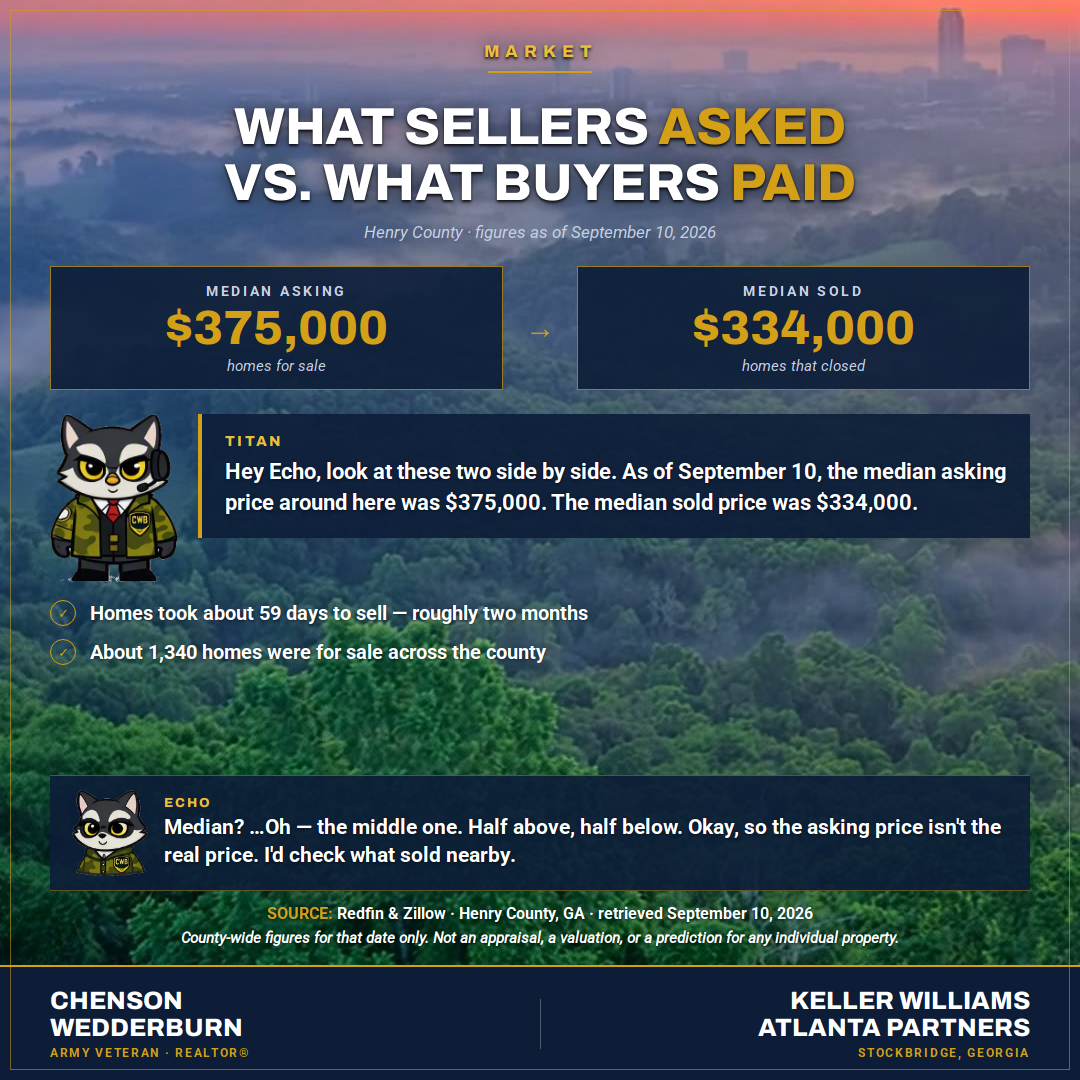 MARKET
WHAT SELLERS ASKED
VS. WHAT BUYERS PAID
Henry County · figures as of September 10, 2026
MEDIAN ASKING
$375,000
homes for sale
→
MEDIAN SOLD
$334,000
homes that closed
CWB
TITAN
Hey Echo, look at these two side by side. As of September 10, the median asking
price around here was $375,000. The median sold price was $334,000.
✓ Homes took about 59 days to sell — roughly two months
✓ About 1,340 homes were for sale across the county
CWB
ECHO
Median? ...Oh — the middle one. Half above, half below. Okay, so the asking price isn't the
real price. I'd check what sold nearby.
SOURCE: Redfin & Zillow · Henry County, GA · retrieved September 10, 2026
County-wide figures for that date only. Not an appraisal, a valuation, or a prediction for any individual property.
CHENSON
WEDDERBURN
ARMY VETERAN · REALTOR®
KELLER WILLIAMS
ATLANTA PARTNERS
STOCKBRIDGE, GEORGIA